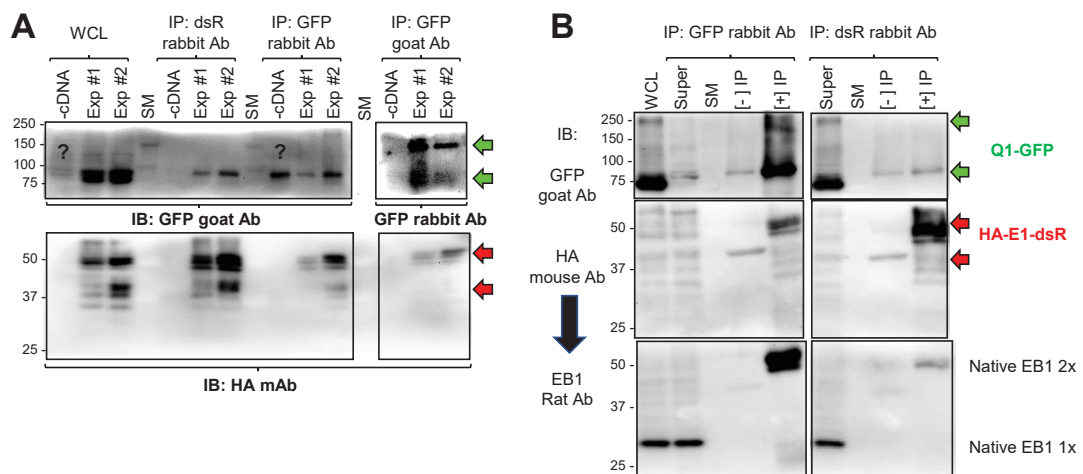 A
WCL
IP: dsR
rabbit Ab
IP: GFP
rabbit Ab
IP: GFP
goat Ab
-cDNA
Exp #1
Exp #2
SM
-cDNA
Exp #1
Exp #2
SM
-cDNA
Exp #1
Exp #2
SM
-cDNA
Exp #1
Exp #2
250
150
100
75
?
?
IB: GFP goat Ab
GFP rabbit Ab
50
37
25
IB: HA mAb
B
IP: GFP rabbit Ab
IP: dsR rabbit Ab
WCL
Super
SM
[-] IP
[+] IP
Super
SM
[-] IP
[+] IP
IB:
GFP
goat Ab
250
150
100
75
Q1-GFP
HA
mouse Ab
50
37
25
HA-E1-dsR
EB1
Rat Ab
50
37
25
Native EB1 2x
Native EB1 1x